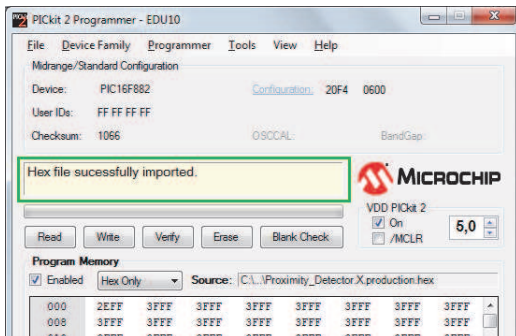 PICkit 2 Programmer - EDU10
File Device Family Programmer Tools View Help
Midrange/Standard Configuration
Device: PIC16F882 Configuration: 20F4 0600
User IDs: FF FF FF FF
Checksum: 1066 OSCCAL: BandGap:
Hex file sucessfully imported.
MICROCHIP
VDD PICkit 2
On
/MCLR
5,0
Read Write Verify Erase Blank Check
Program Memory
Enabled Hex Only Source: C:\...\Proximity_Detector.X.production.hex
000 2EFF 3FFF 3FFF 3FFF 3FFF 3FFF 3FFF 3FFF
008 3FFF 3FFF 3FFF 3FFF 3FFF 3FFF 3FFF 3FFF